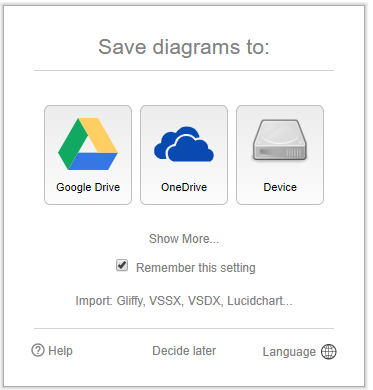 Save diagrams to:
Google Drive OneDrive Device
Show More...
Remember this setting
Import: Gliffy, VSSX, VSDX, Lucidchart...
? Help Decide later Language